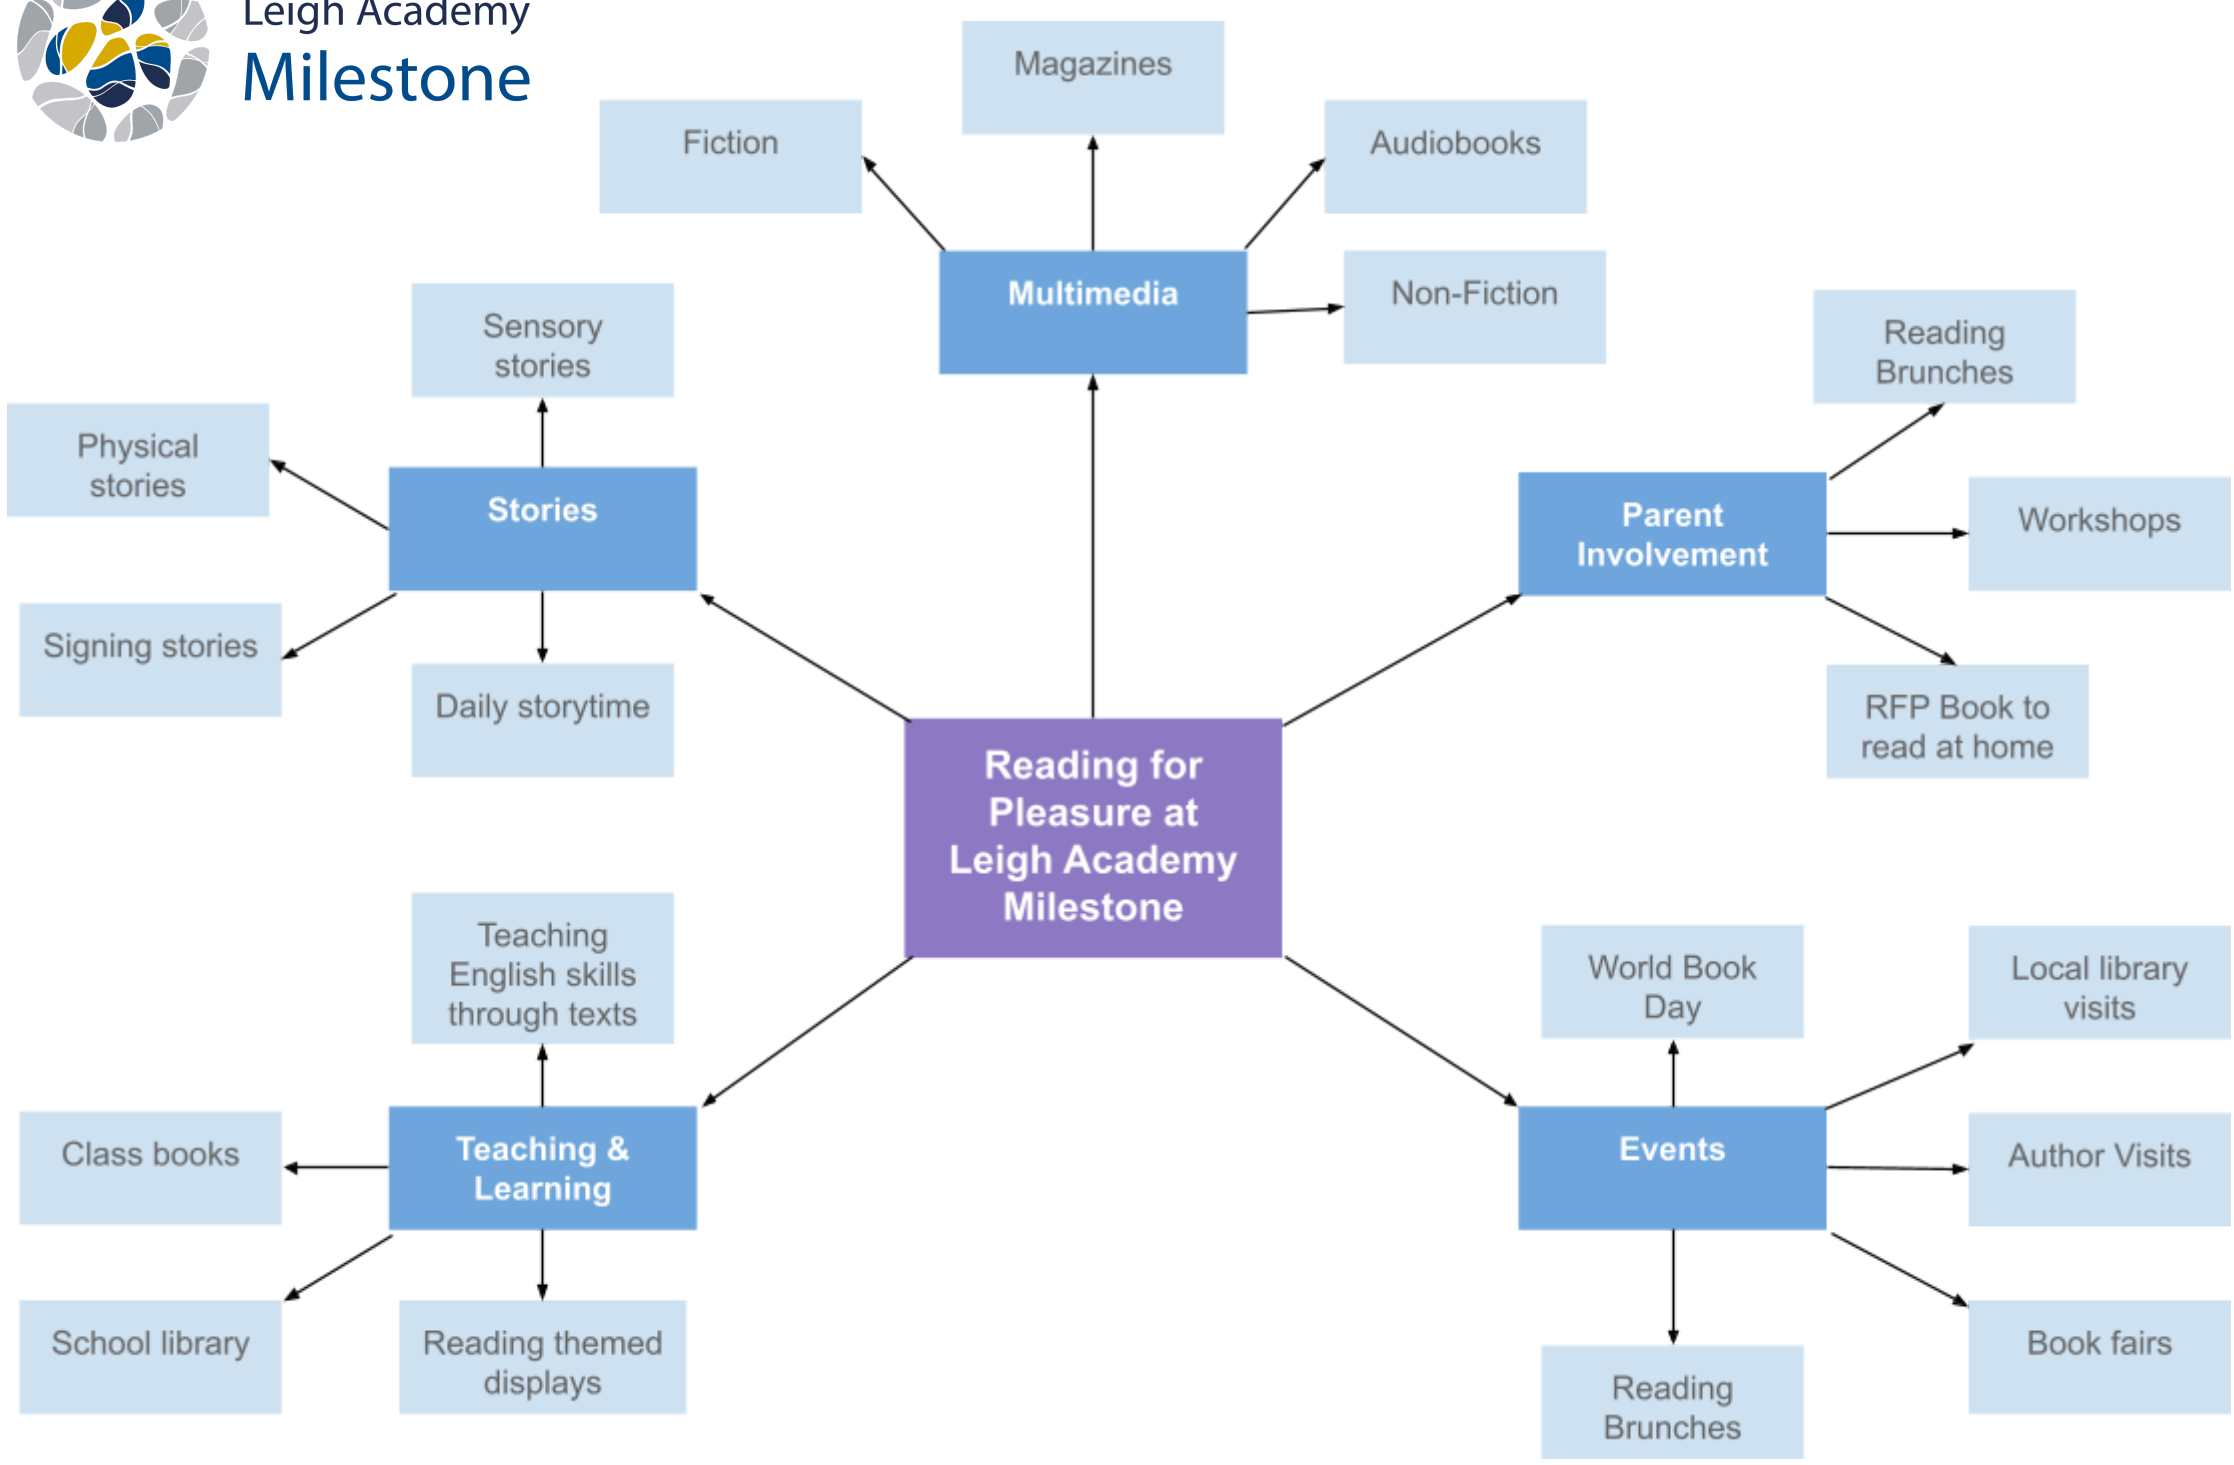 Leigh Academy
Milestone
Magazines
Fiction
Audiobooks
Multimedia
Non-Fiction
Sensory
stories
Physical
stories
Stories
Signing stories
Daily storytime
Reading
Brunches
Parent
Involvement
Workshops
RFP Book to
read at home
Reading for
Pleasure at
Leigh Academy
Milestone
Teaching
English skills
through texts
Class books
Teaching &
Learning
School library
Reading themed
displays
World Book
Day
Local library
visits
Events
Author Visits
Book fairs
Reading
Brunches